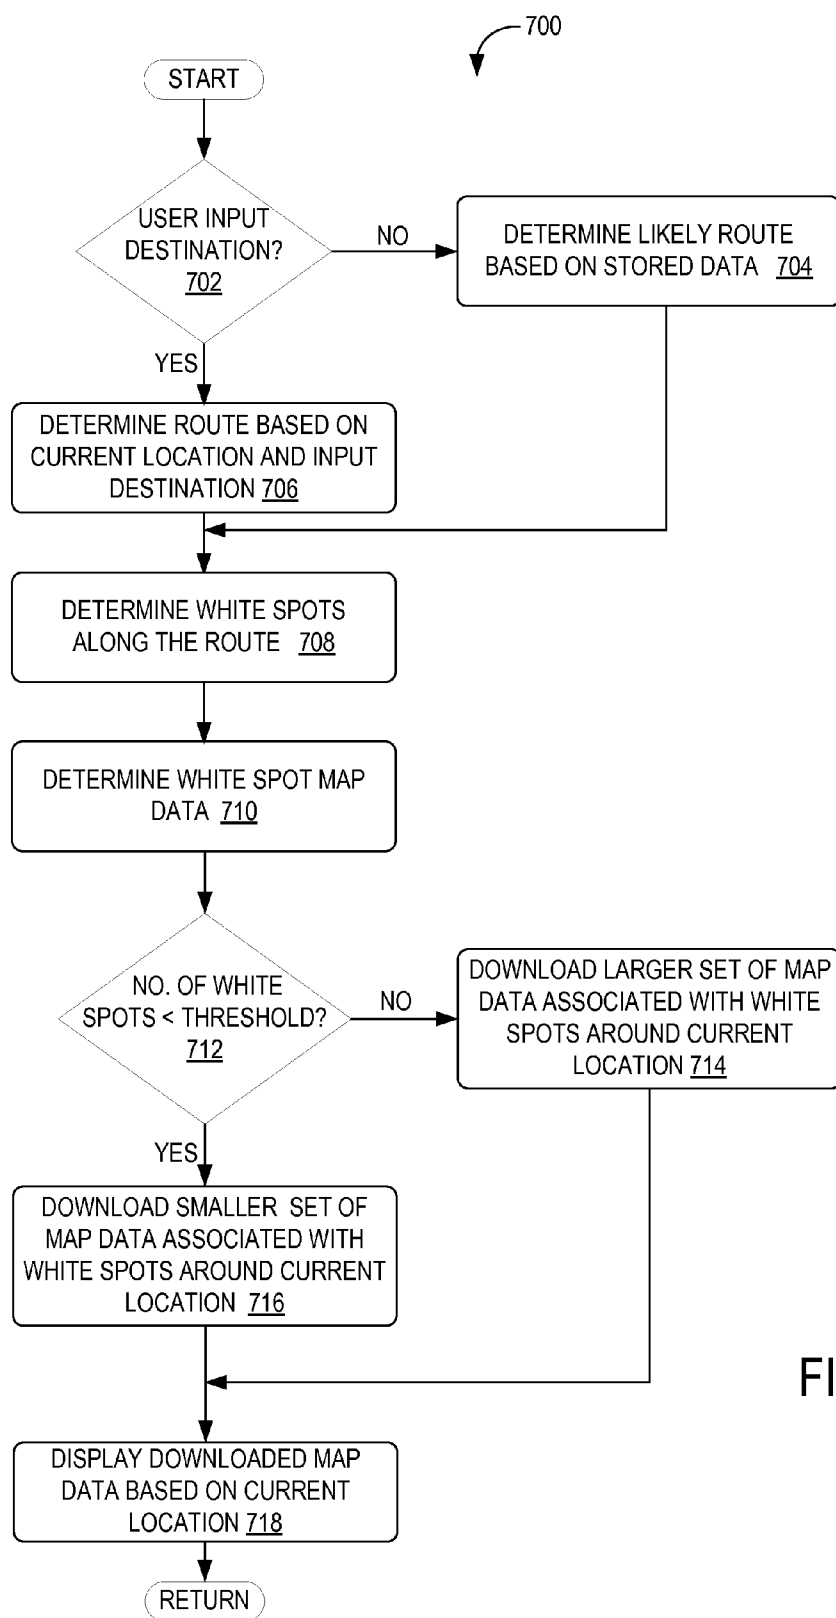 700
START
USER INPUT
DESTINATION?
702
NO
DETERMINE LIKELY ROUTE
BASED ON STORED DATA 704
YES
DETERMINE ROUTE BASED ON
CURRENT LOCATION AND INPUT
DESTINATION 706
DETERMINE WHITE SPOTS
ALONG THE ROUTE 708
DETERMINE WHITE SPOT MAP
DATA 710
NO. OF WHITE
SPOTS < THRESHOLD?
712
NO
DOWNLOAD LARGER SET OF MAP
DATA ASSOCIATED WITH WHITE
SPOTS AROUND CURRENT
LOCATION 714
YES
DOWNLOAD SMALLER SET OF
MAP DATA ASSOCIATED WITH
WHITE SPOTS AROUND CURRENT
LOCATION 716
FI
DISPLAY DOWNLOADED MAP
DATA BASED ON CURRENT
LOCATION 718
RETURN